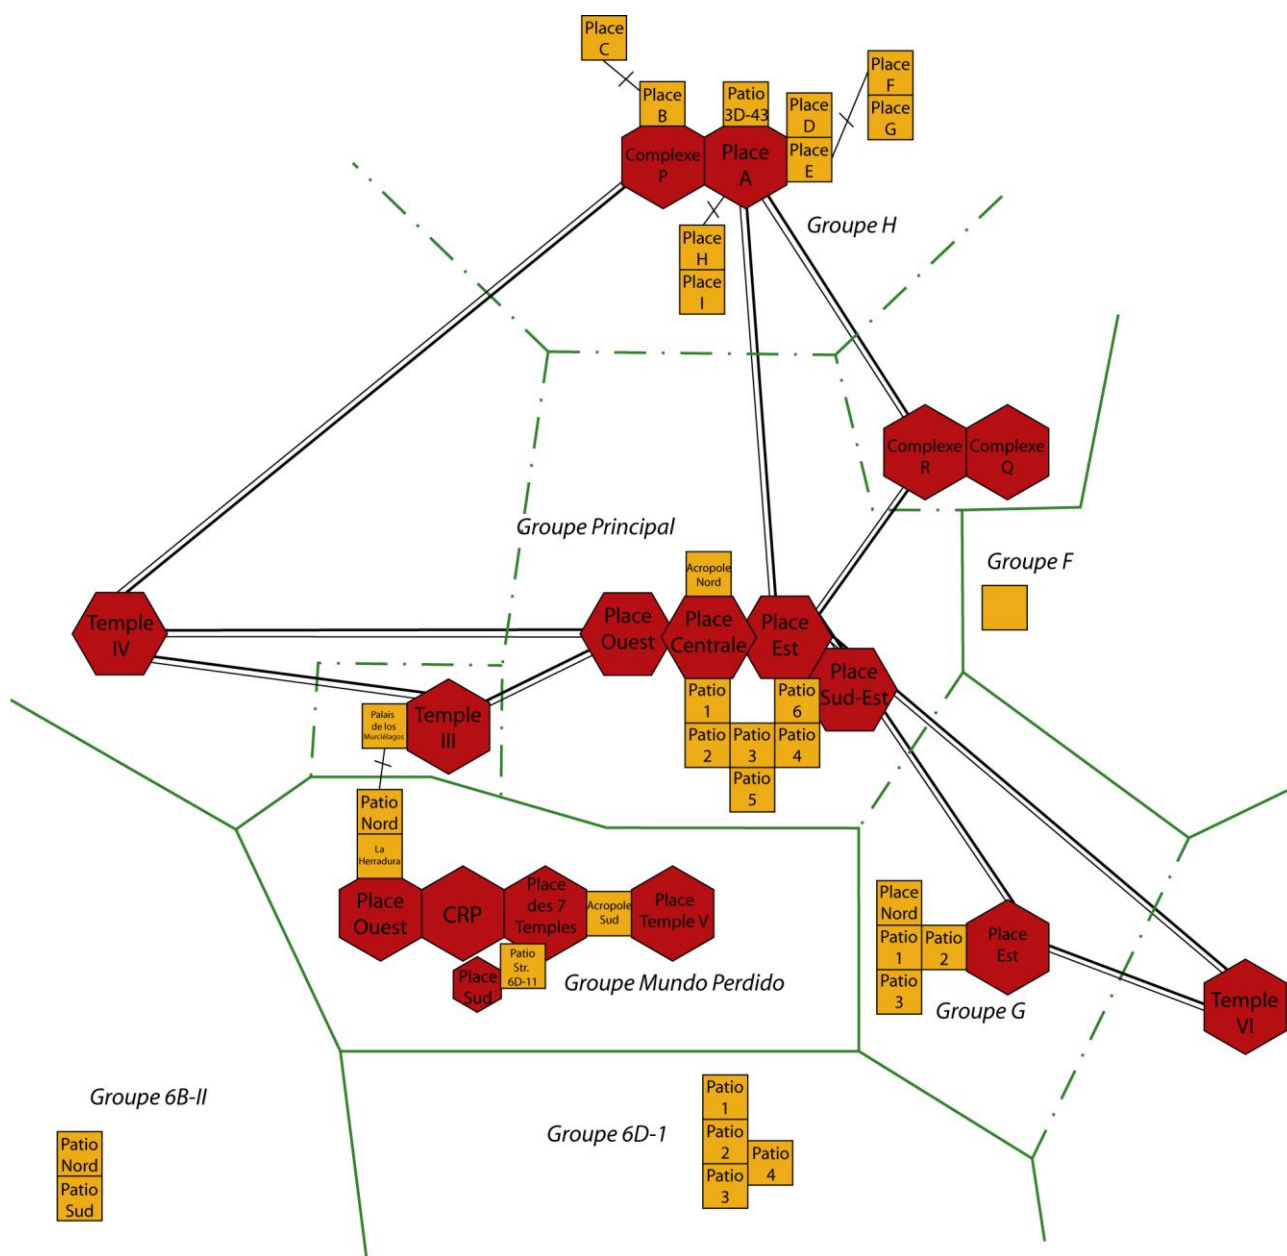 Place
C
Place
B
Patio
3D-43
Place
D
Place
E
Place
F
Place
G
Complexe
P
Place
A
Groupe H
Place
H
Place
I
Complexe
R
Complexe
Q
Groupe Principal
Groupe F
Acropole
Nord
Temple
IV
Place
Ouest
Place
Centrale
Place
Est
Place
Sud-Est
Palais
de los
Murciélagos
Temple
III
Patio
1
Patio
6
Patio
2
Patio
3
Patio
4
Patio
5
Patio
Nord
La
Herradura
Place
Ouest
CRP
Place
des 7
Temples
Acropole
Sud
Place
Temple V
Patio
Str.
6D-11
Place
Sud
Groupe Mundo Perdido
Place
Nord
Patio
1
Patio
2
Place
Est
Patio
3
Groupe G
Temple
VI
Groupe 6B-II
Patio
Nord
Patio
Sud
Groupe 6D-1
Patio
1
Patio
2
Patio
4
Patio
3